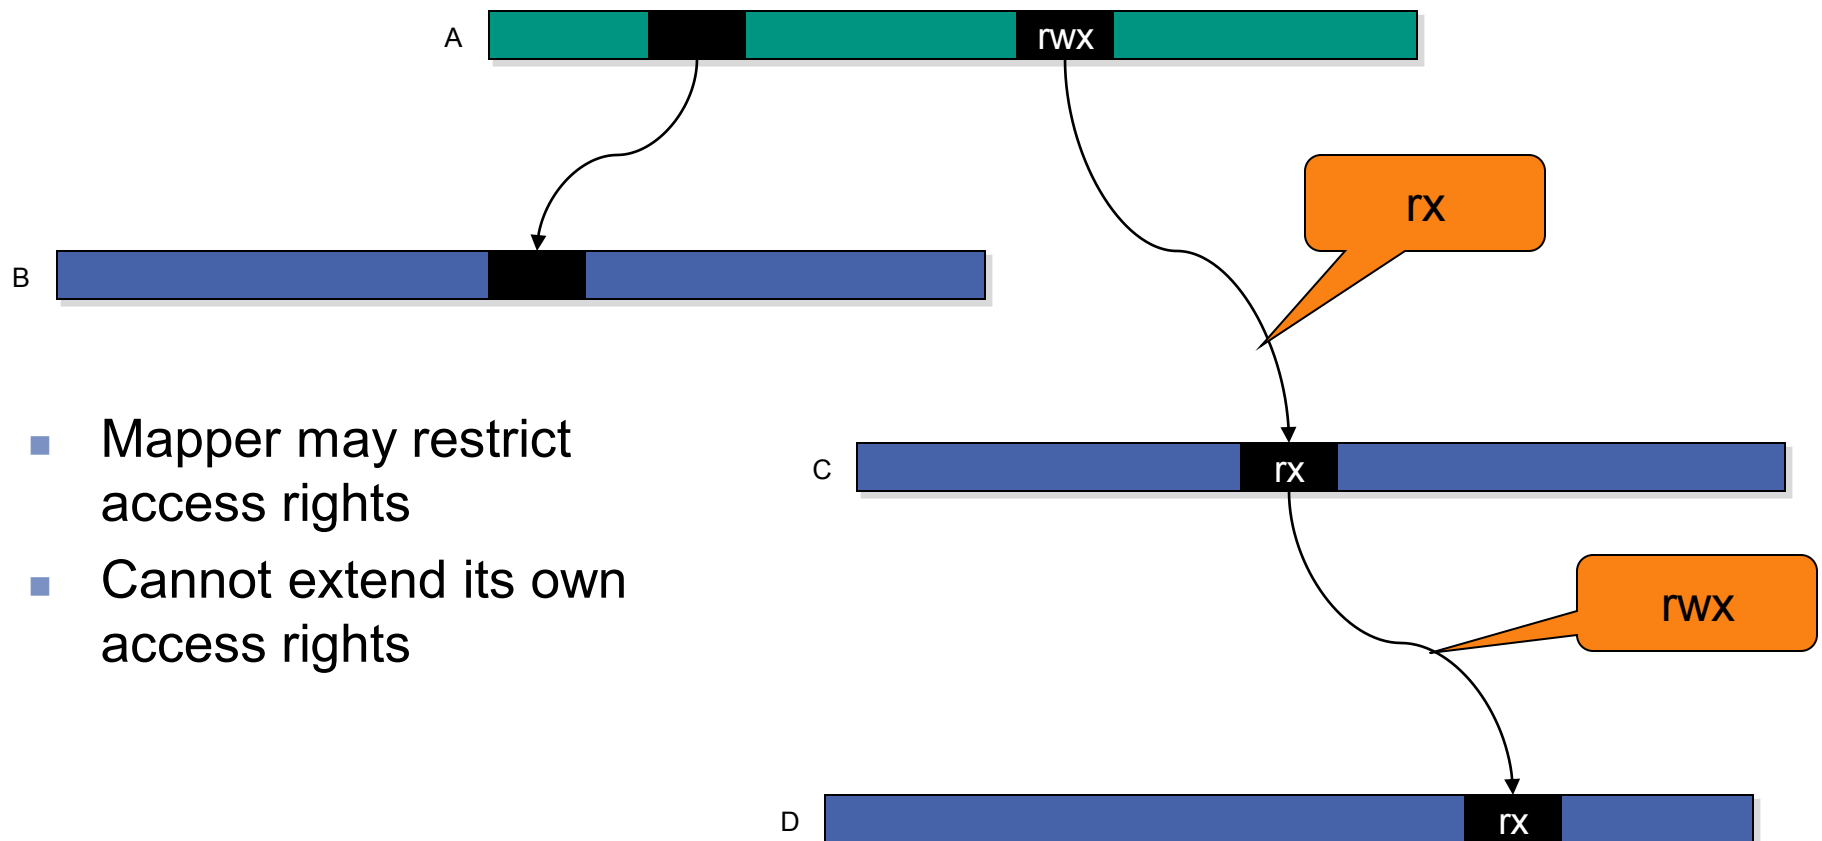 A
rwx
rx
B
Mapper may restrict
access rights
C
rx
Cannot extend its own
access rights
rwx
D
rx